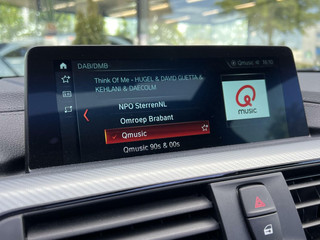 DAB/DMB
Qmusic
Think Of Me - HUGEL & DAVID GUETTA &
KEHLANI & DAECOLM
NPO SterrenNL
Omroep Brabant
Qmusic
Qmusic 90s & 00s
Q
music